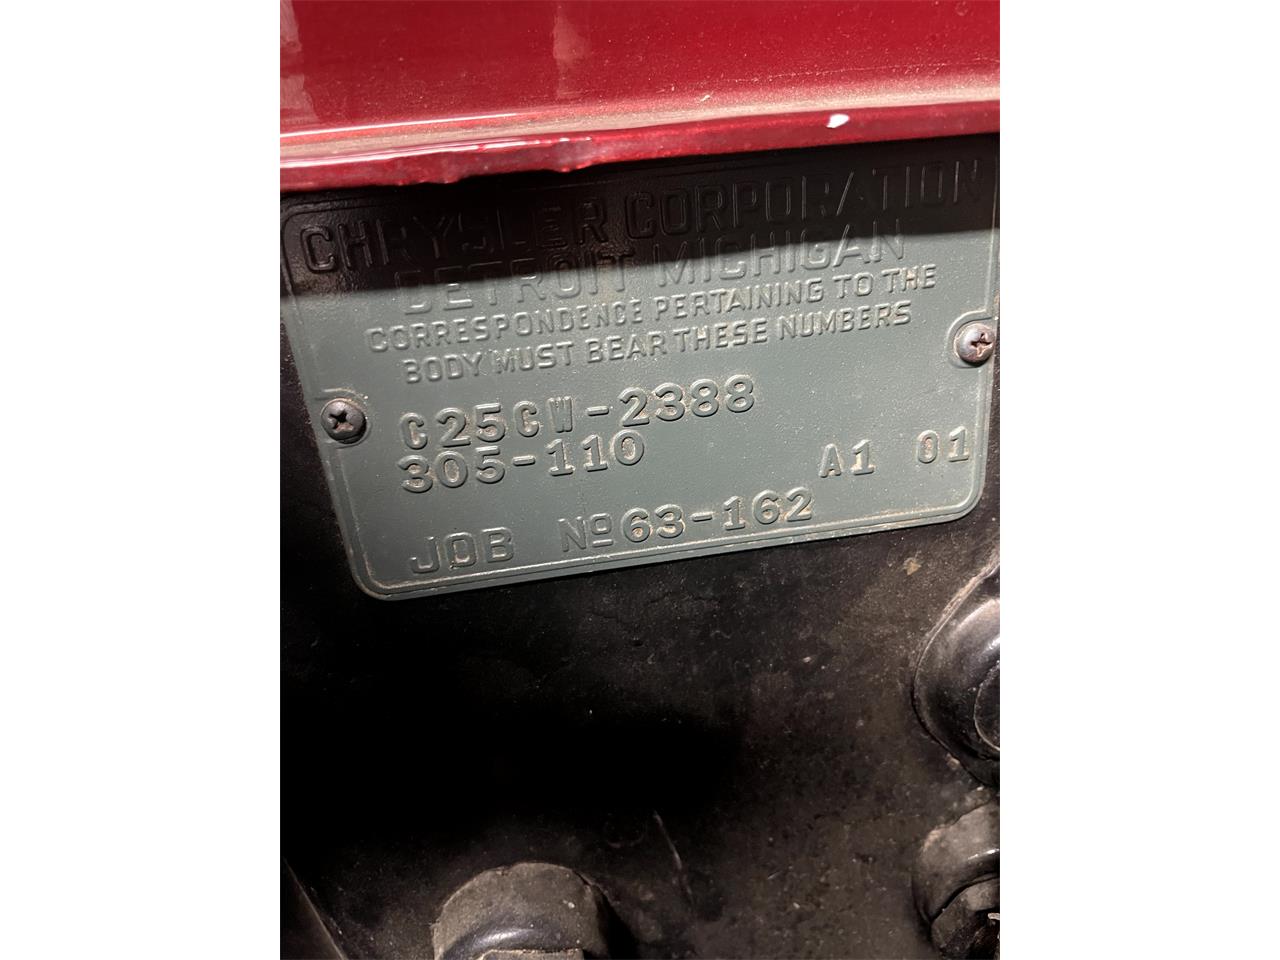 CHRYSLER CORPORATION
DETROIT MICHIGAN
CORRESPONDENCE PERTAINING TO THE
BODY MUST BEAR THESE NUMBERS
C25CW-2388
305-110 A1 01
JOB Nº 63-162